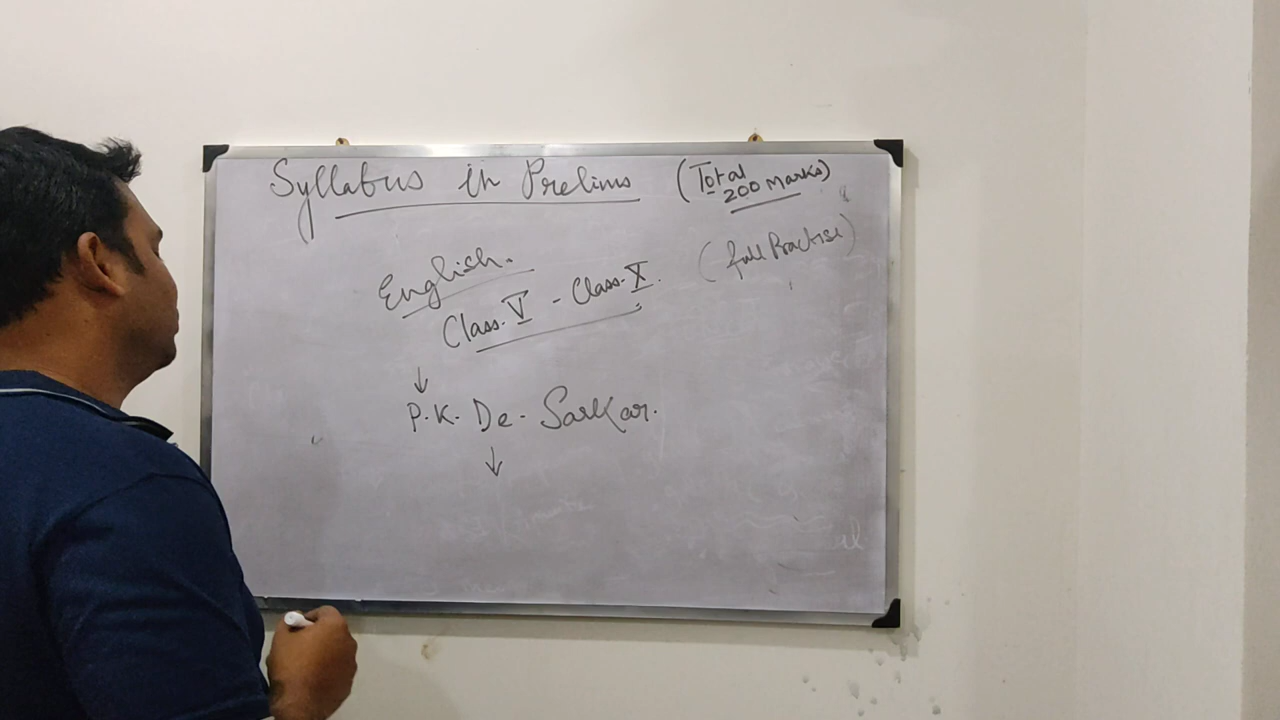 Syllabus in Prelims (Total 200 Marks)
English. (full Practise)
Class. V - Class. X.
↓
P. K. De - Sarkar.
↓